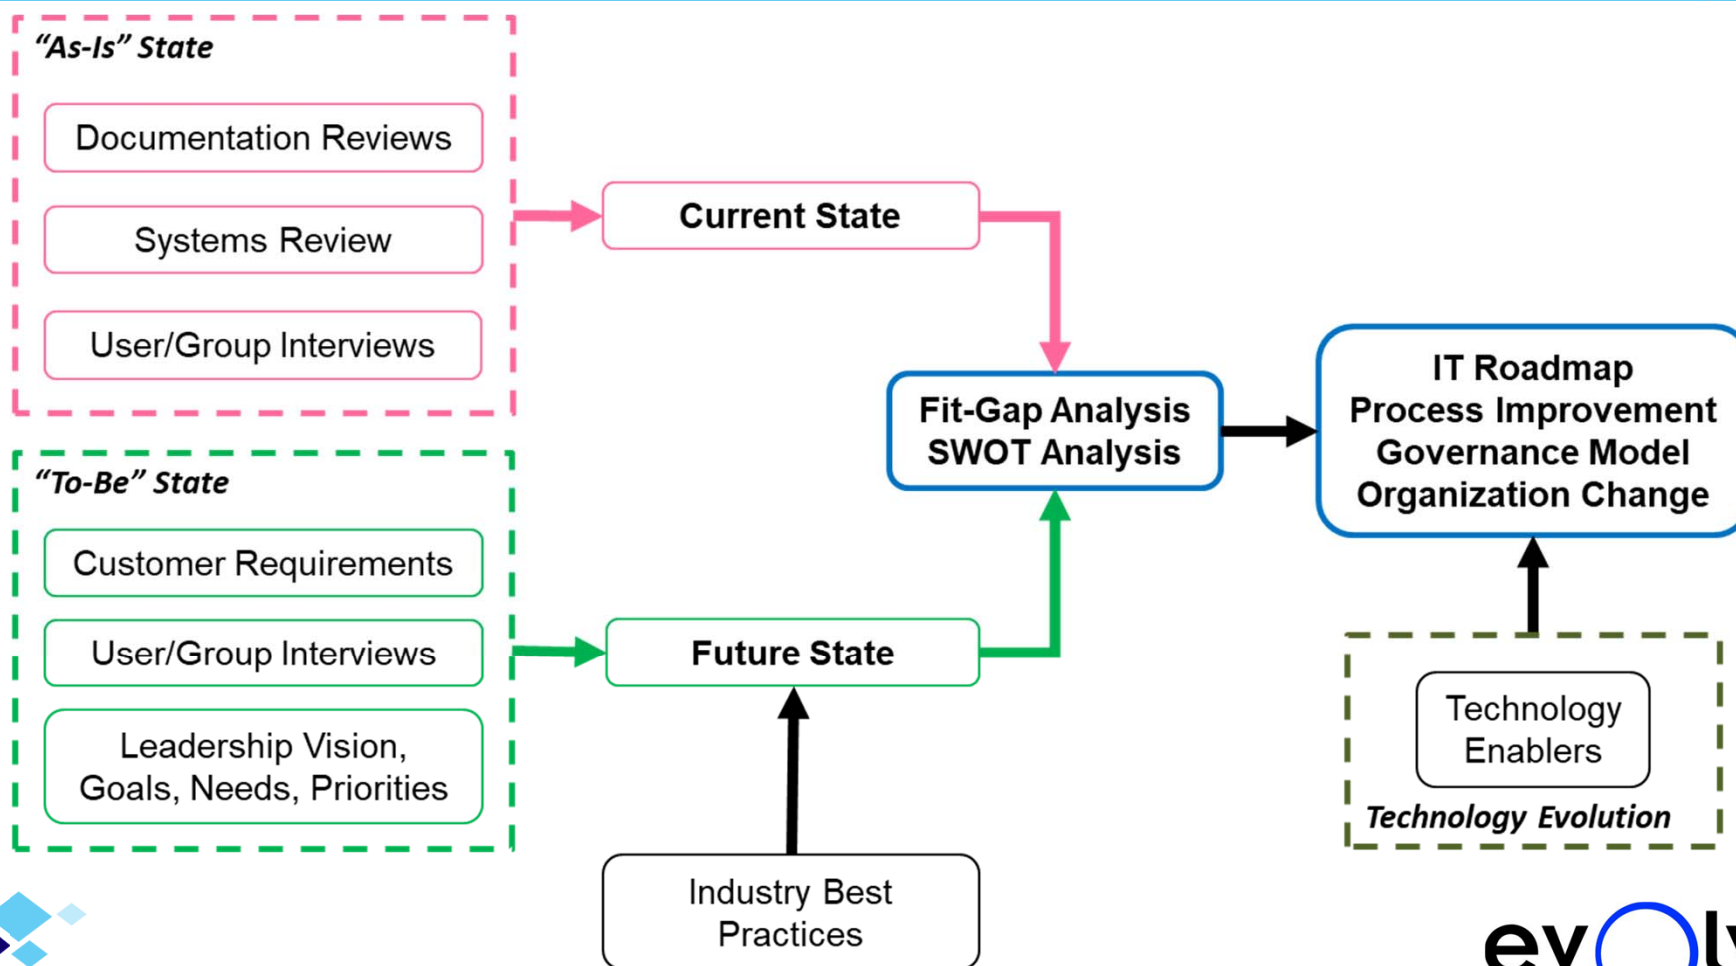 “As-Is” State
Documentation Reviews
Systems Review
User/Group Interviews
Current State
“To-Be” State
Customer Requirements
User/Group Interviews
Leadership Vision,
Goals, Needs, Priorities
Future State
Industry Best
Practices
Fit-Gap Analysis
SWOT Analysis
IT Roadmap
Process Improvement
Governance Model
Organization Change
Technology
Enablers
Technology Evolution